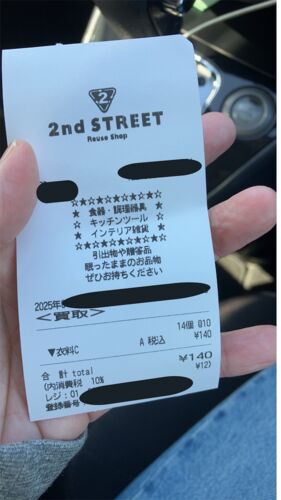 2
2nd STREET
Reuse Shop
☆★☆★☆★☆★☆★☆
★ 食器・調理器具 ★
☆ キッチンツール ☆
★ インテリア雑貨 ★
☆★☆★☆★☆★☆★☆
引出物や贈答品
眠ったままのお品物
ぜひお持ちください
2025年
<買取>
14個 @10
▼衣料C A 税込 ¥140
合 計 total ¥140
(内消費税 10% ¥12)
レジ:01
登録番号